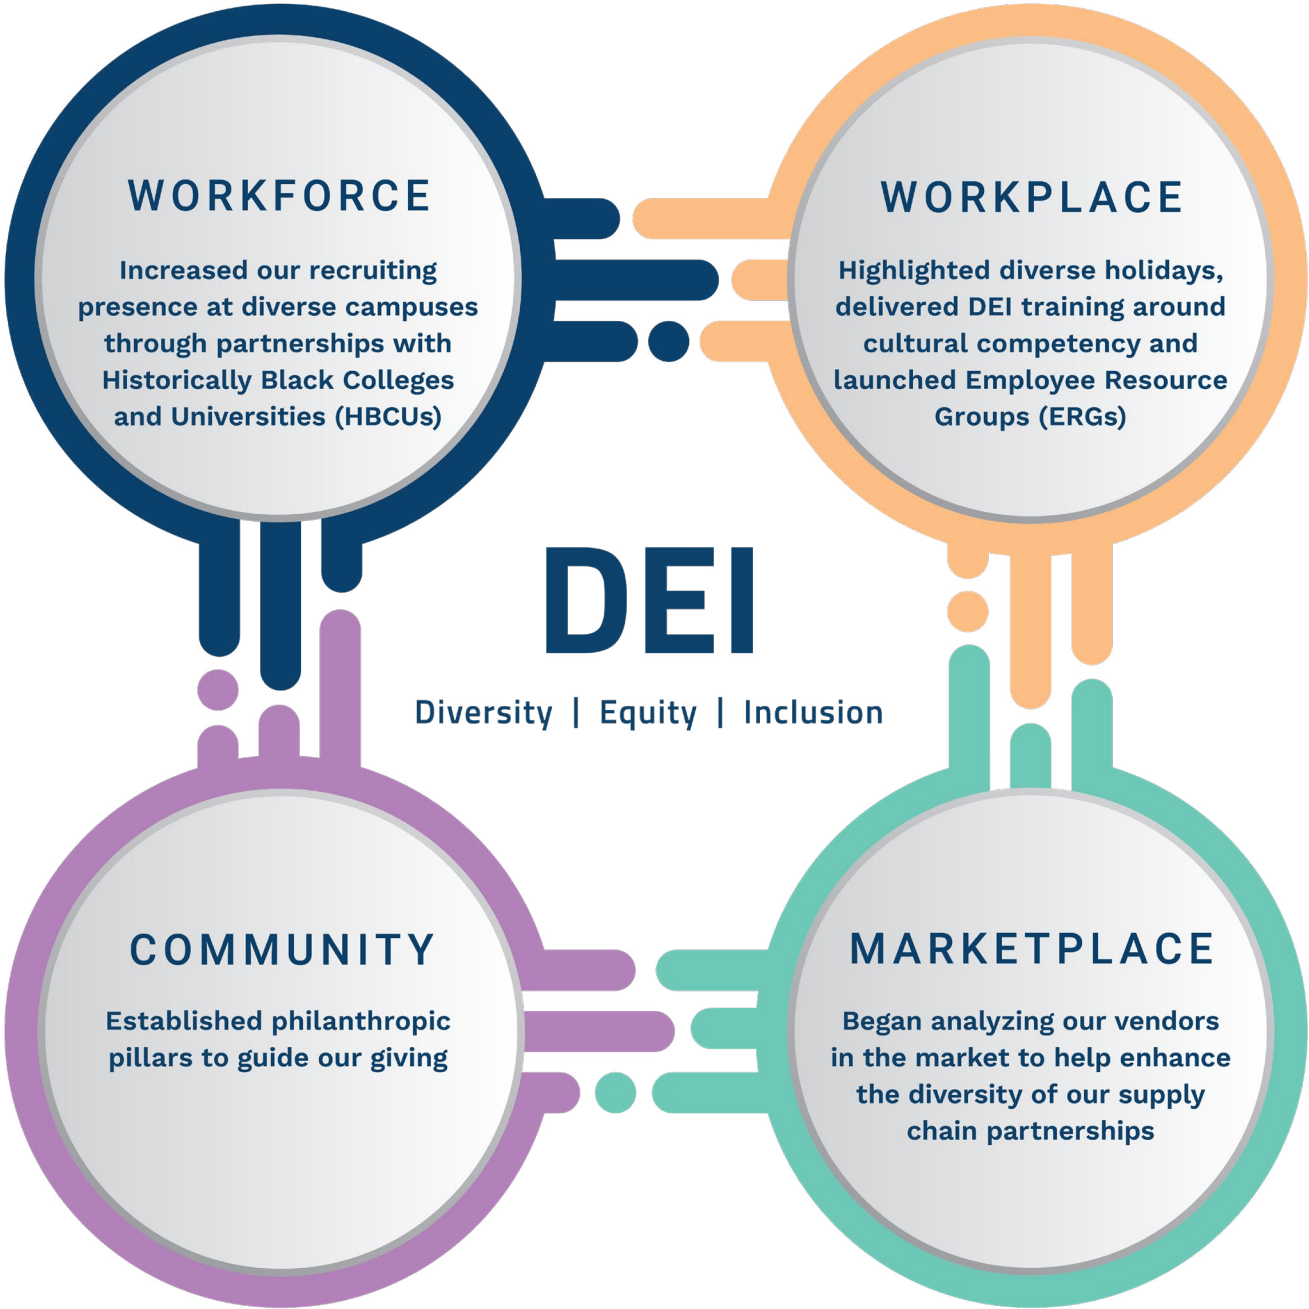 WORKFORCE
Increased our recruiting
presence at diverse campuses
through partnerships with
Historically Black Colleges
and Universities (HBCUs)
WORKPLACE
Highlighted diverse holidays,
delivered DEI training around
cultural competency and
launched Employee Resource
Groups (ERGs)
DEI
Diversity | Equity | Inclusion
COMMUNITY
Established philanthropic
pillars to guide our giving
MARKETPLACE
Began analyzing our vendors
in the market to help enhance
the diversity of our supply
chain partnerships